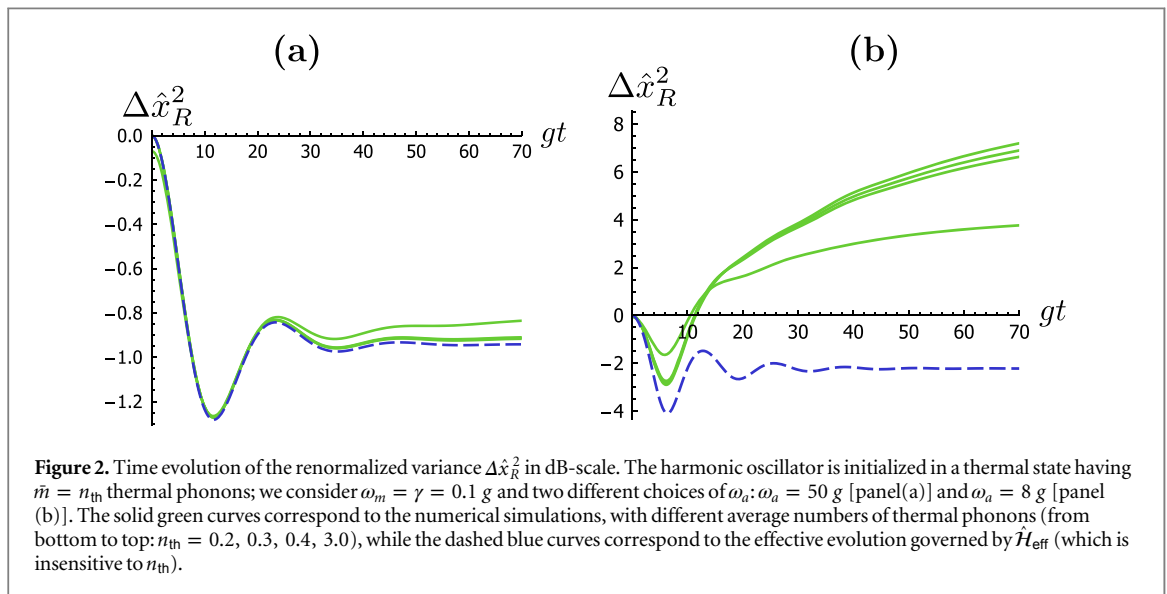 (a)
(b)
Δx̂²_R
gt
0.0
10 20 30 40 50 60 70
−0.2
−0.4
−0.6
−0.8
−1.0
−1.2
Δx̂²_R
8
6
4
2
0
10 20 30 40 50 60 70
gt
−2
−4
Figure 2. Time evolution of the renormalized variance Δx̂_R² in dB-scale. The harmonic oscillator is initialized in a thermal state having
m̄ = n_th thermal phonons; we consider ω_m = γ = 0.1 g and two different choices of ω_a: ω_a = 50 g [panel(a)] and ω_a = 8 g [panel
(b)]. The solid green curves correspond to the numerical simulations, with different average numbers of thermal phonons (from
bottom to top: n_th = 0.2, 0.3, 0.4, 3.0), while the dashed blue curves correspond to the effective evolution governed by Ĥ_eff (which is
insensitive to n_th).